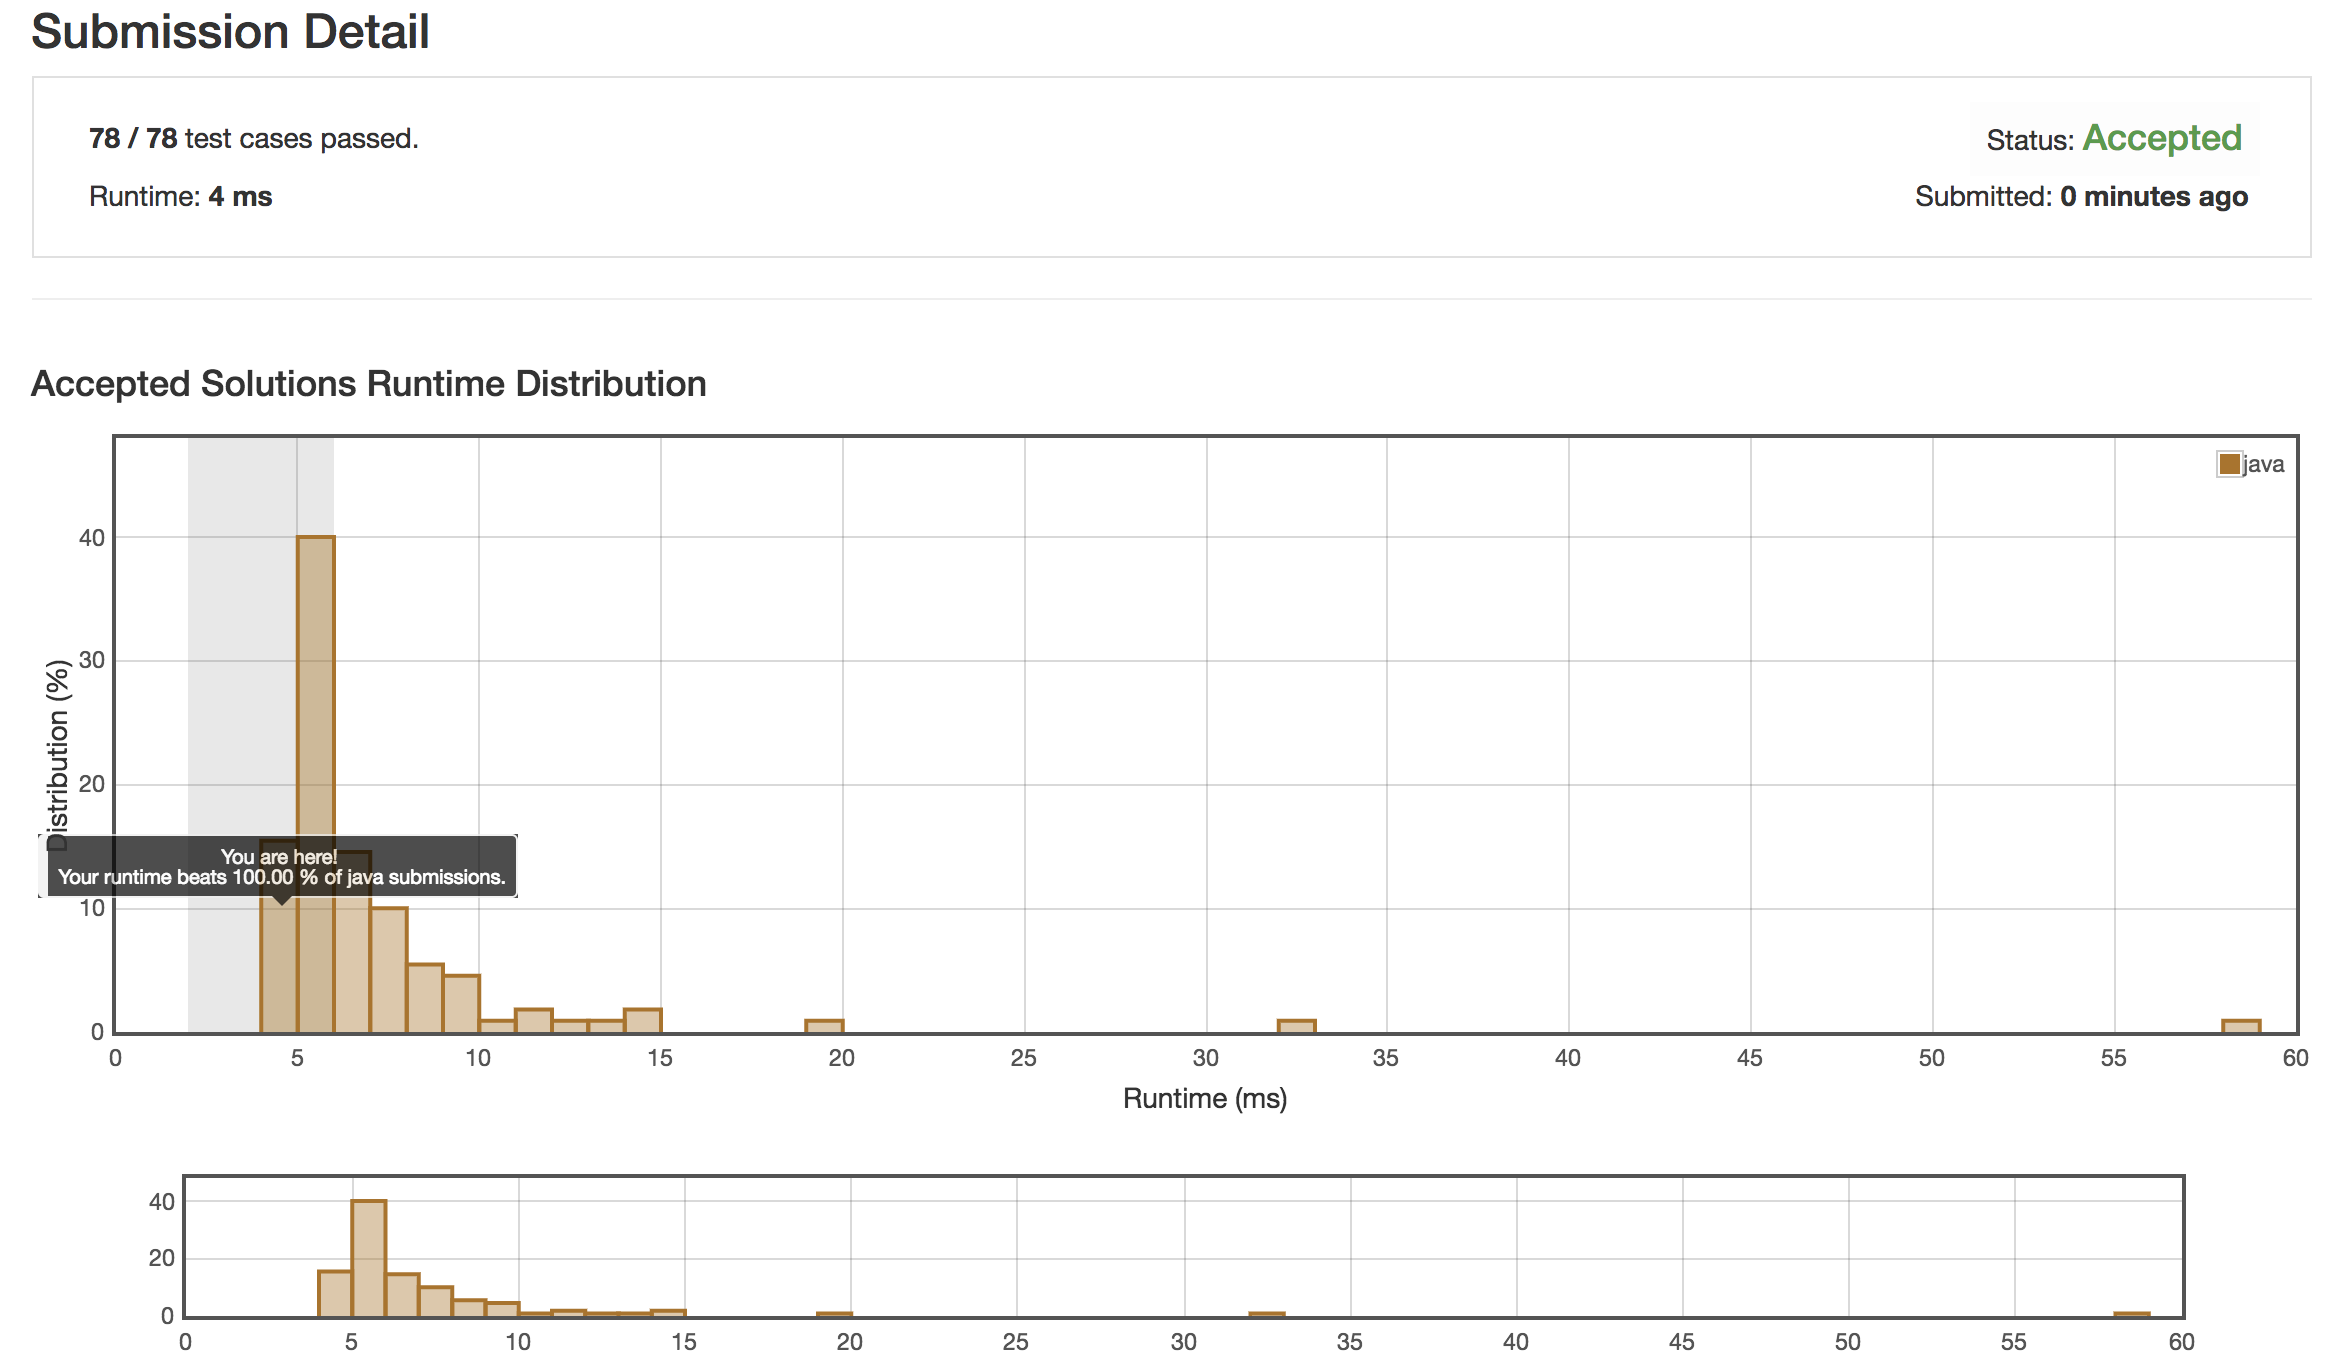 Submission Detail
78 / 78 test cases passed.
Status: Accepted
Runtime: 4 ms
Submitted: 0 minutes ago
Accepted Solutions Runtime Distribution
java
40
30
20
10
0
Distribution (%)
You are here!
Your runtime beats 100.00 % of java submissions.
0 5 10 15 20 25 30 35 40 45 50 55 60
Runtime (ms)
40
20
0
0 5 10 15 20 25 30 35 40 45 50 55 60